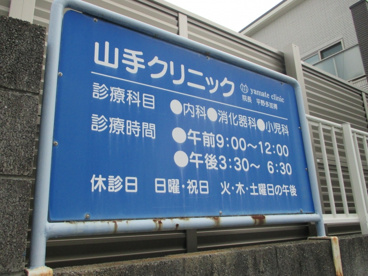 山手クリニック yamate clinic
院長 平野多加雄
診療科目 ●内科●消化器科●小児科
診療時間 ●午前9:00~12:00
●午後3:30~ 6:30
休診日 日曜・祝日 火・木・土曜日の午後